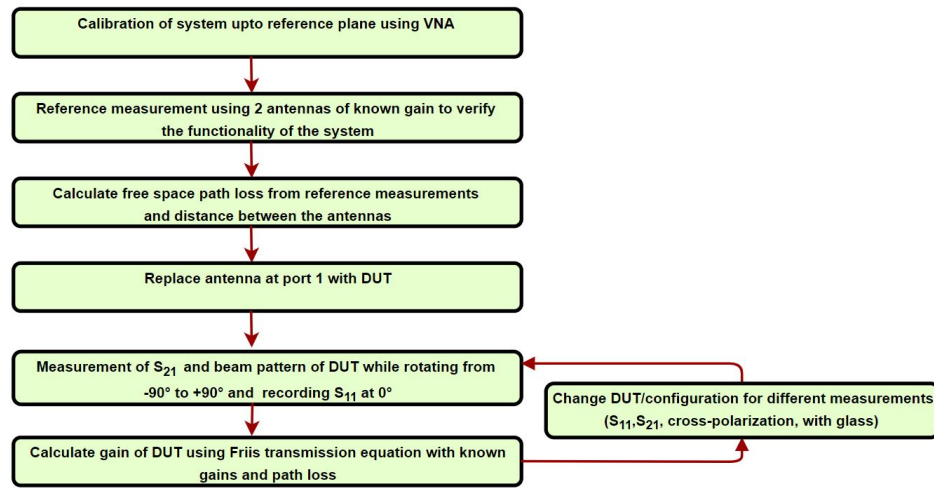 Calibration of system upto reference plane using VNA
Reference measurement using 2 antennas of known gain to verify
the functionality of the system
Calculate free space path loss from reference measurements
and distance between the antennas
Replace antenna at port 1 with DUT
Measurement of S21 and beam pattern of DUT while rotating from
-90° to +90° and recording S11 at 0°
Change DUT/configuration for different measurements
(S11,S21, cross-polarization, with glass)
Calculate gain of DUT using Friis transmission equation with known
gains and path loss